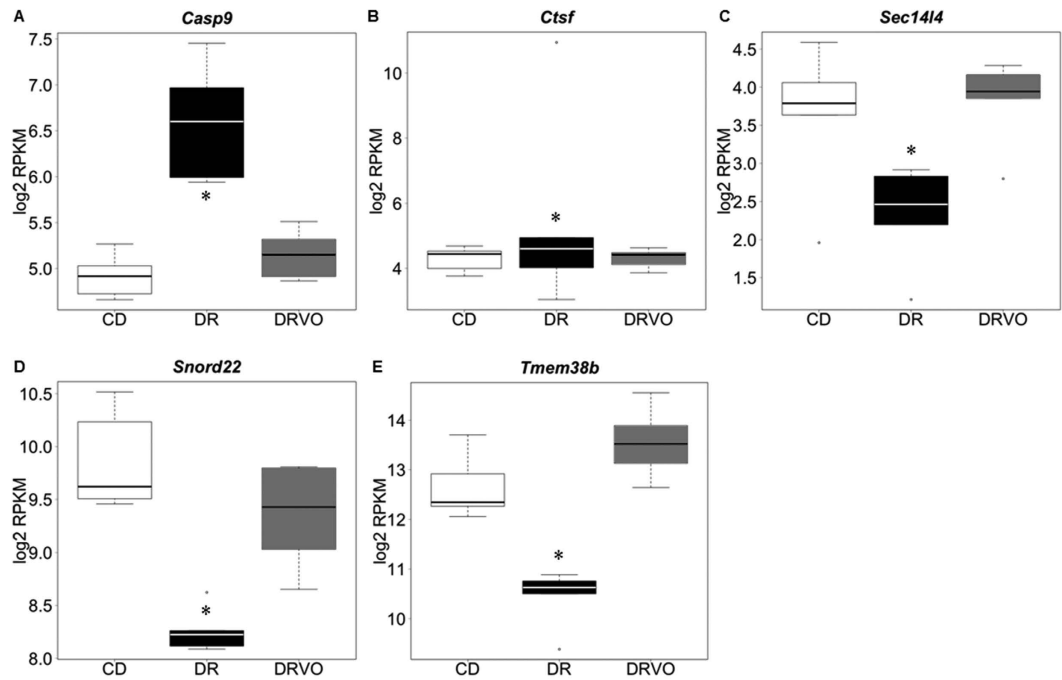 A
Casp9
log2 RPKM
7.5
7.0
6.5
6.0
5.5
5.0
*
CD
DR
DRVO
B
Ctsf
log2 RPKM
10
8
6
4
*
CD
DR
DRVO
C
Sec14l4
log2 RPKM
4.5
4.0
3.5
3.0
2.5
2.0
1.5
*
CD
DR
DRVO
D
Snord22
log2 RPKM
10.5
10.0
9.5
9.0
8.5
8.0
*
CD
DR
DRVO
E
Tmem38b
log2 RPKM
14
13
12
11
10
*
CD
DR
DRVO